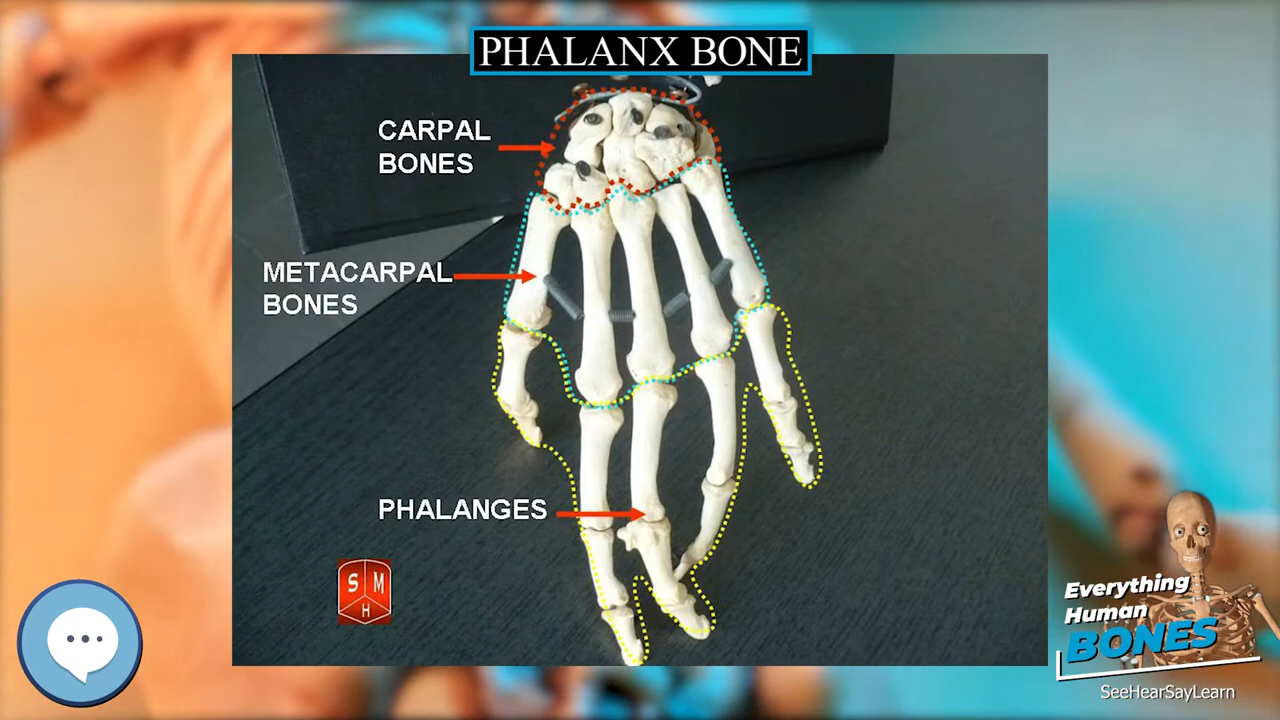 PHALANX BONE
CARPAL
BONES
METACARPAL
BONES
PHALANGES
S M
H
Everything
Human
BONES
SeeHearSayLearn